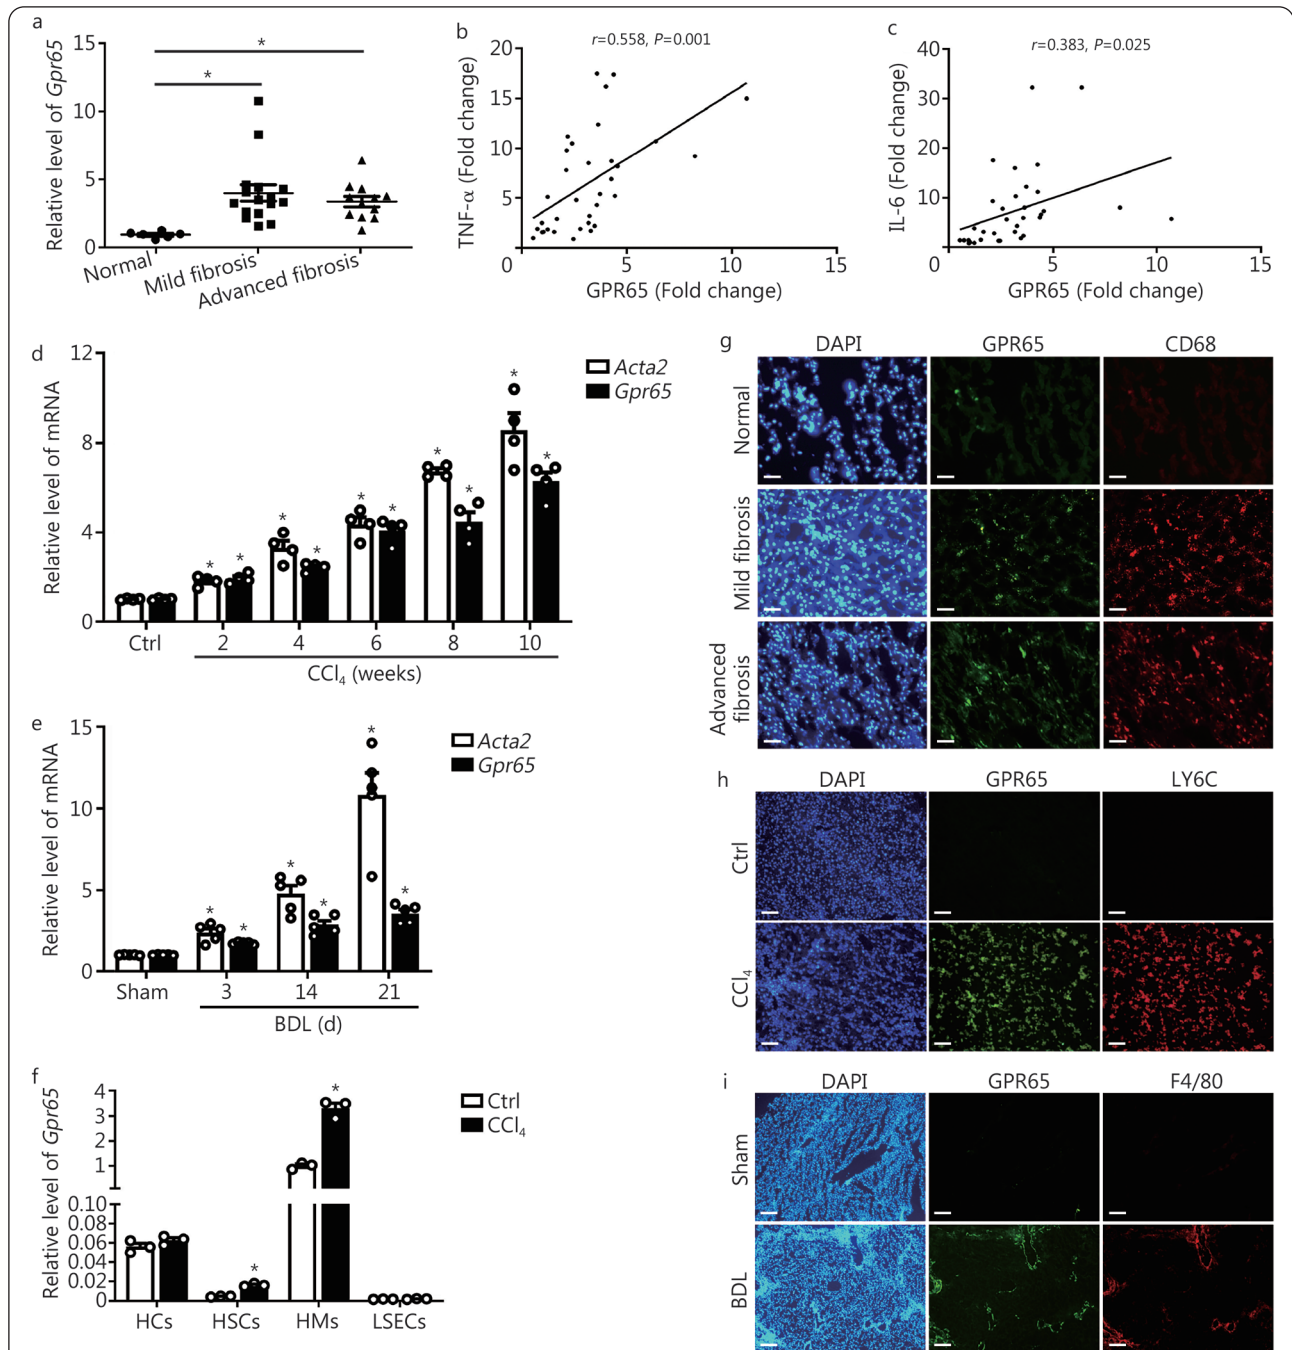 a
Relative level of Gpr65
15
10
5
0
*
*
Normal
Mild fibrosis
Advanced fibrosis
b
r=0.558, P=0.001
TNF-α (Fold change)
20
15
10
5
0
5
10
15
GPR65 (Fold change)
c
r=0.383, P=0.025
IL-6 (Fold change)
40
30
20
10
0
5
10
15
GPR65 (Fold change)
d
Relative level of mRNA
12
8
4
0
Acta2
Gpr65
* * * * * * * * * *
Ctrl 2 4 6 8 10
CCl₄ (weeks)
e
Relative level of mRNA
15
10
5
0
Acta2
Gpr65
* * * * * *
Sham 3 14 21
BDL (d)
f
Relative level of Gpr65
4
3
2
1
0.10
0.08
0.06
0.04
0.02
0
Ctrl
CCl₄
* *
HCs HSCs HMs LSECs
g
DAPI GPR65 CD68
Normal
Mild fibrosis
Advanced
fibrosis
h
DAPI GPR65 LY6C
Ctrl
CCl₄
i
DAPI GPR65 F4/80
Sham
BDL